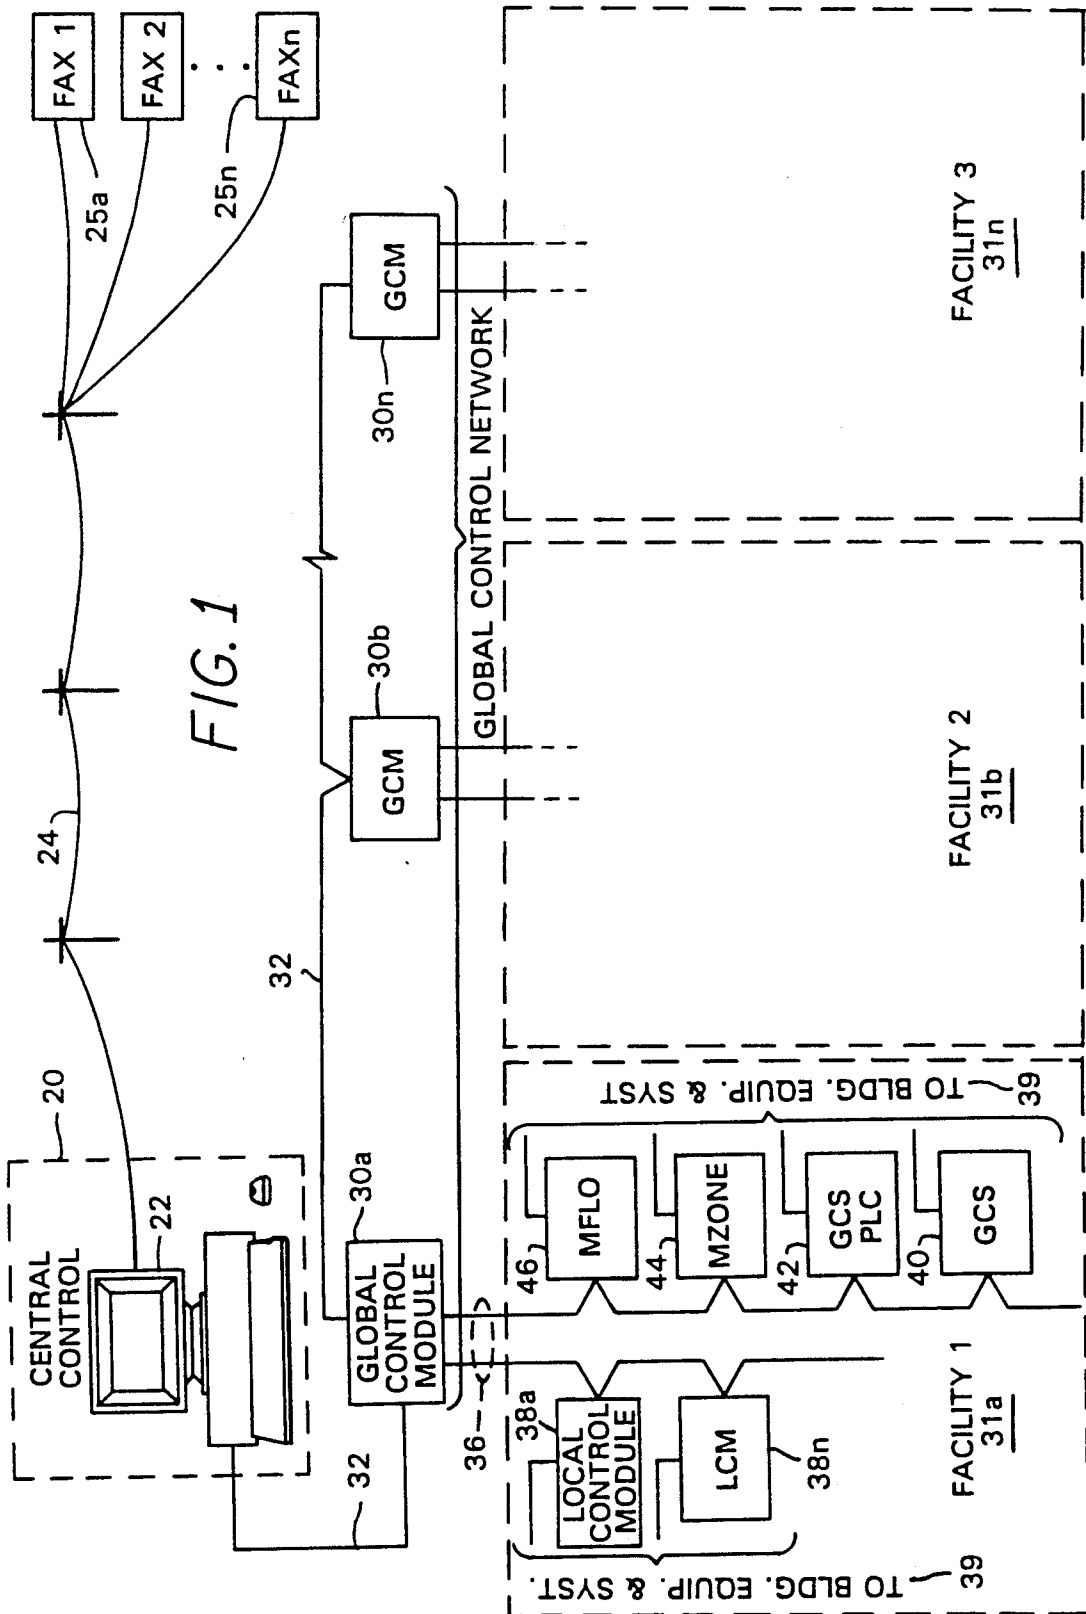 FIG. 1
CENTRAL
CONTROL
20
22
24
FAX 1
25a
FAX 2
FAXn
25n
32
32
GLOBAL
CONTROL
MODULE
30a
GCM
30b
GCM
30n
GLOBAL CONTROL NETWORK
36
LOCAL
CONTROL
MODULE
38a
LCM
38n
TO BLDG. EQUIP. & SYST.
39
MFLO
46
MZONE
44
GCS
PLC
42
GCS
40
TO BLDG. EQUIP. & SYST
39
FACILITY 1
31a
FACILITY 2
31b
FACILITY 3
31n